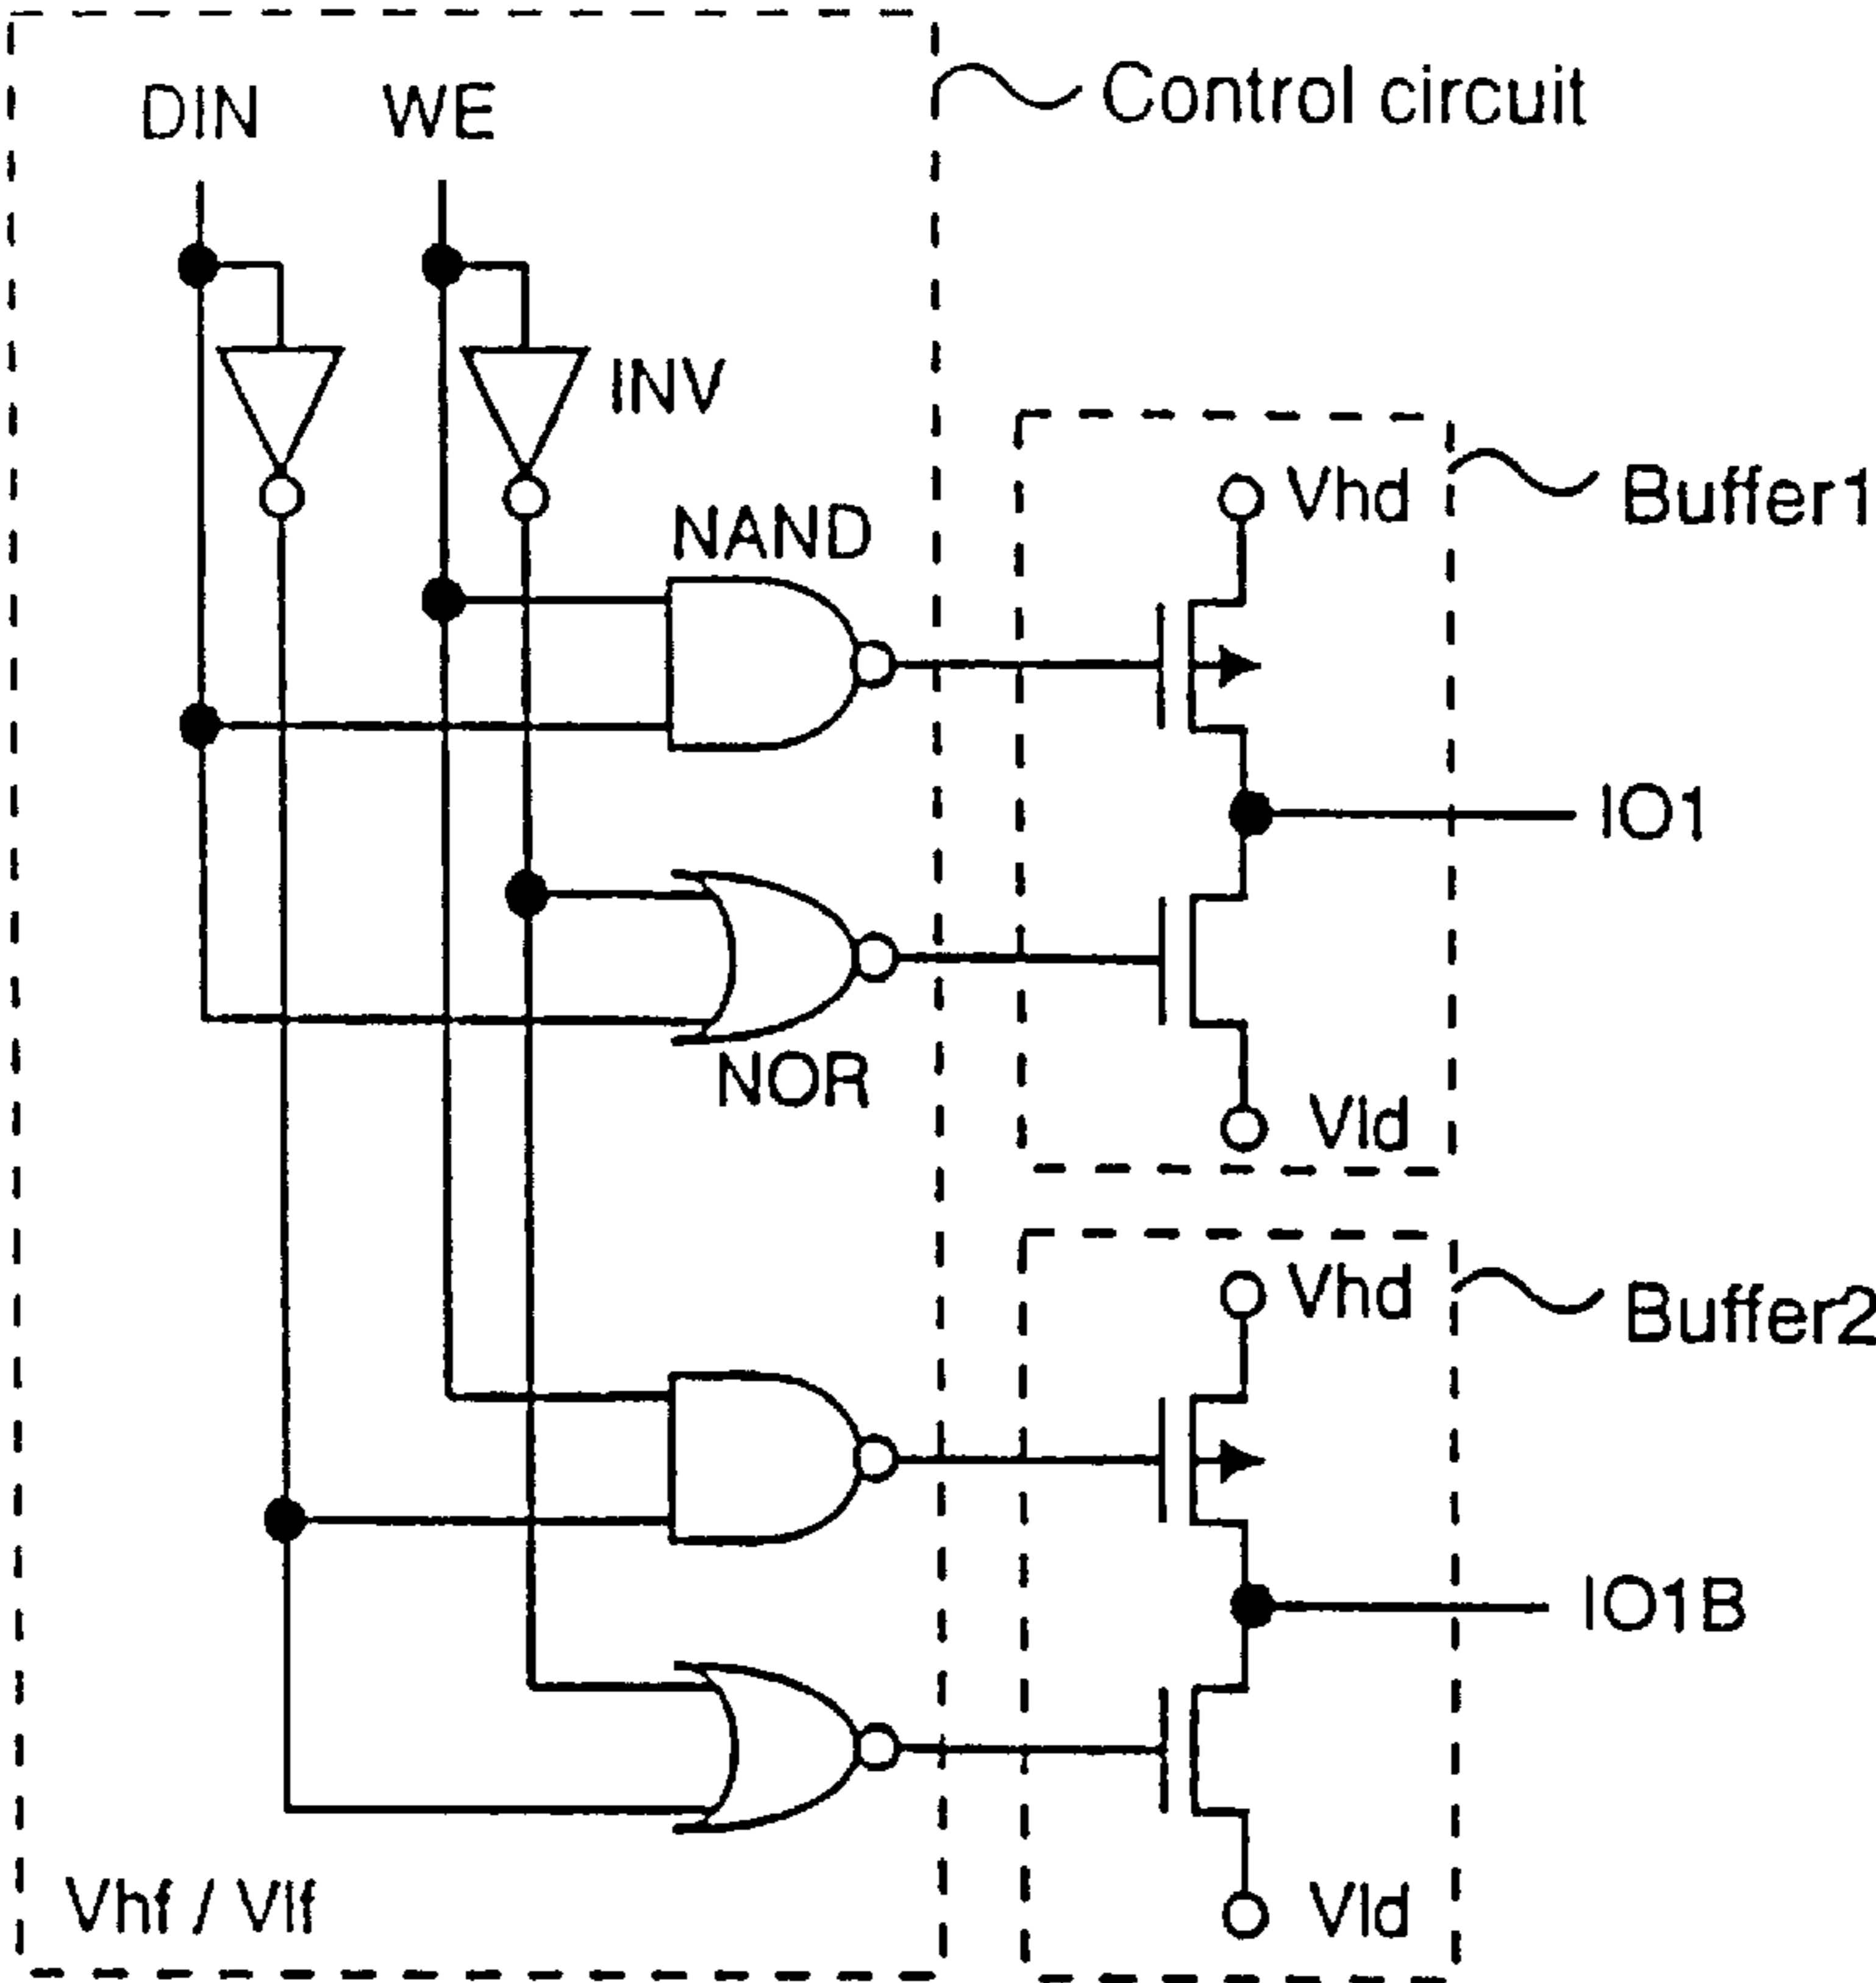 DIN WE
Control circuit
INV
Vhd
Buffer1
NAND
IO1
NOR
Vld
Vhd
Buffer2
IO1B
Vhf / Vlf
Vld